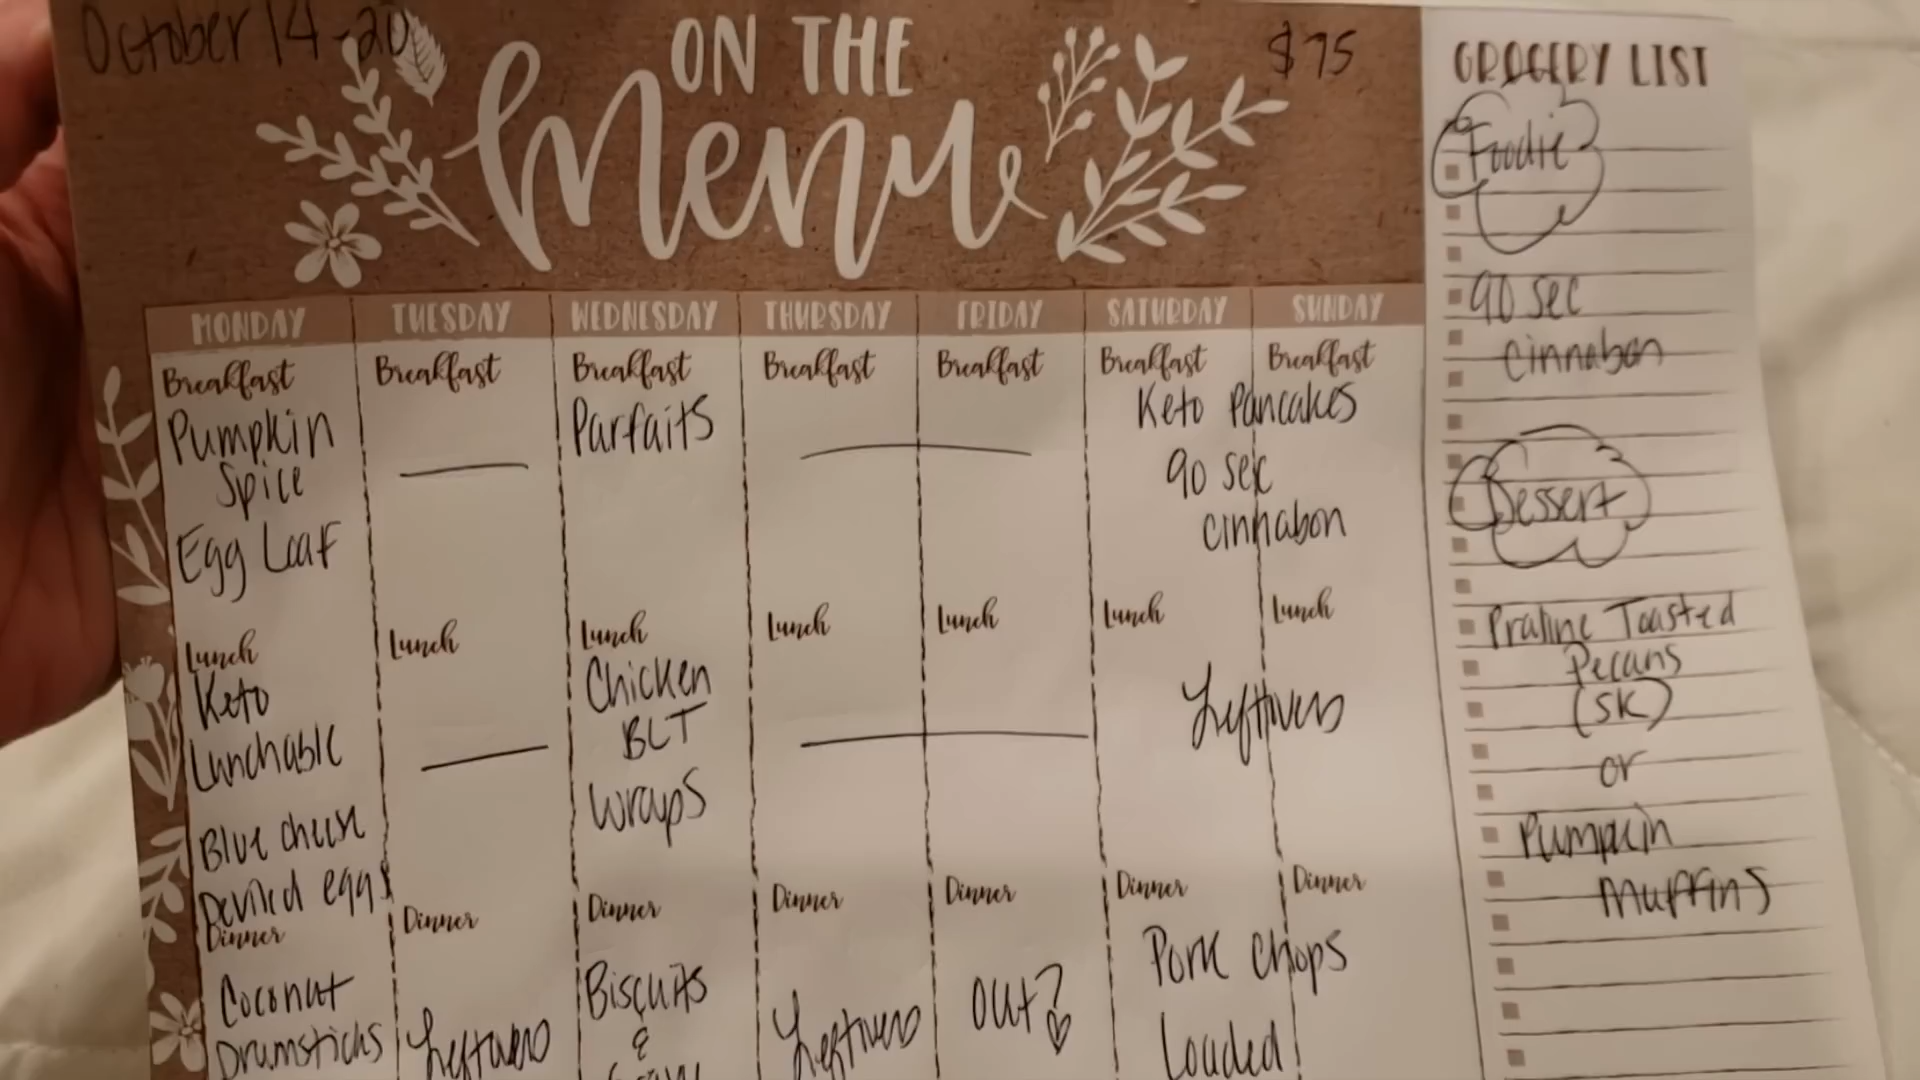 October 14-20
ON THE
Menu
$75
GROCERY LIST
Foodie
90 sec
cinnabon
Dessert
Praline Toasted
Pecans
(SK)
or
Pumpkin
Muffins
MONDAY TUESDAY WEDNESDAY THURSDAY FRIDAY SATURDAY SUNDAY
Breakfast Breakfast Breakfast Breakfast Breakfast Breakfast Breakfast
Pumpkin
Spice
Egg Loaf
Parfaits
Keto Pancakes
90 sec
cinnabon
Lunch Lunch Lunch Lunch Lunch Lunch Lunch
Keto
Lunchable
Blue cheese
Deviled eggs
Chicken
BLT
Wraps
Leftovers
Dinner Dinner Dinner Dinner Dinner Dinner Dinner
Coconut
Drumsticks
Leftovers
Biscuits
&
Leftovers
Out?
Pork Chops
Loaded